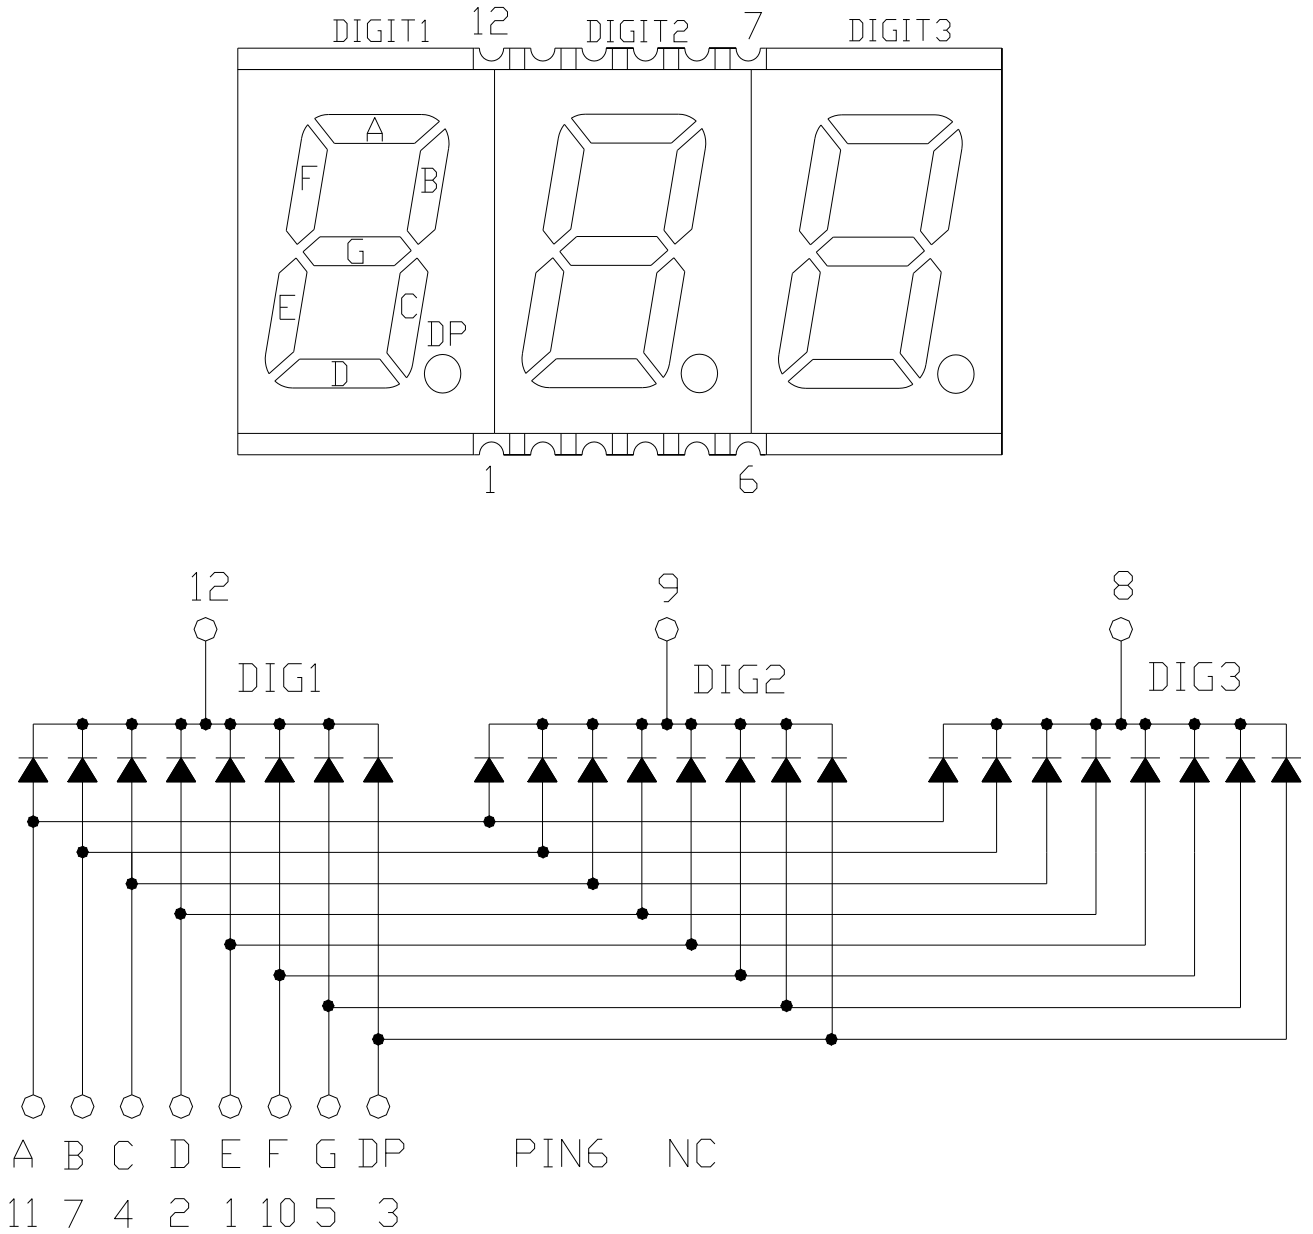 DIGIT1 12 DIGIT2 7 DIGIT3
A
F B
G
E C
DP
D
1 6
12 9 8
DIG1 DIG2 DIG3
A B C D E F G DP PIN6 NC
11 7 4 2 1 10 5 3